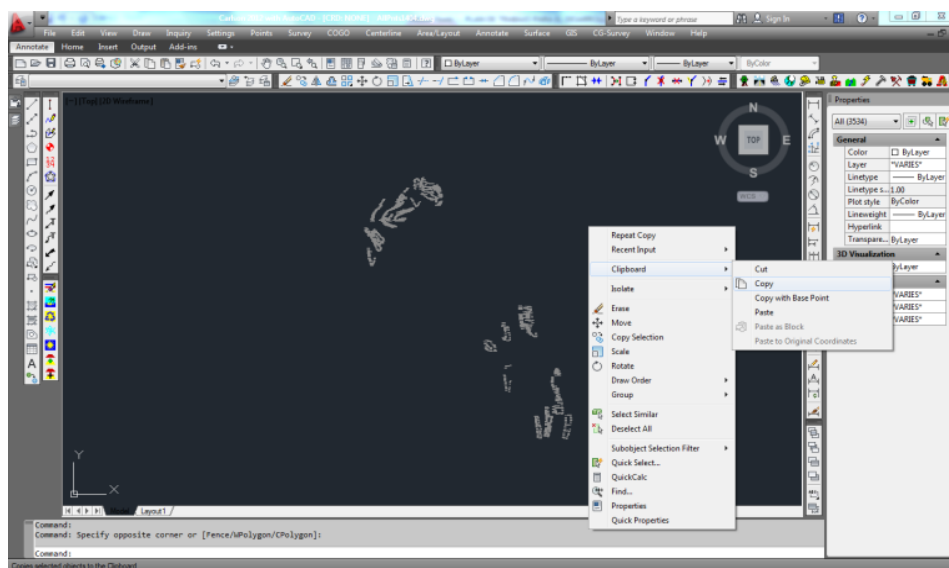 Type a keyword or phrase
Sign In
File Edit View Draw Inquiry Settings Points Survey COGO Centerline Area/Layout Annotate Surface GIS CG-Survey Window Help
Annotate Home Insert Output Add-ins
ByLayer
ByLayer
ByLayer
ByColor
[-][Top][2D Wireframe]
N
W
TOP
E
S
WCS
Properties
All (3534)
General
Color ByLayer
Layer *VARIES*
Linetype ByLayer
Linetype s... 1.00
Plot style ByColor
Lineweight ByLayer
Hyperlink
Transpare... ByLayer
3D Visualization
ByLayer
*VARIES*
*VARIES*
*VARIES*
Repeat Copy
Recent Input
Clipboard
Isolate
Erase
Move
Copy Selection
Scale
Rotate
Draw Order
Group
Select Similar
Deselect All
Subobject Selection Filter
Quick Select...
QuickCalc
Find...
Properties
Quick Properties
Cut
Copy
Copy with Base Point
Paste
Paste as Block
Paste to Original Coordinates
A
Y
X
Model Layout1
Command:
Command: Specify opposite corner or [Fence/WPolygon/CPolygon]:
Command:
Copies selected objects to the Clipboard